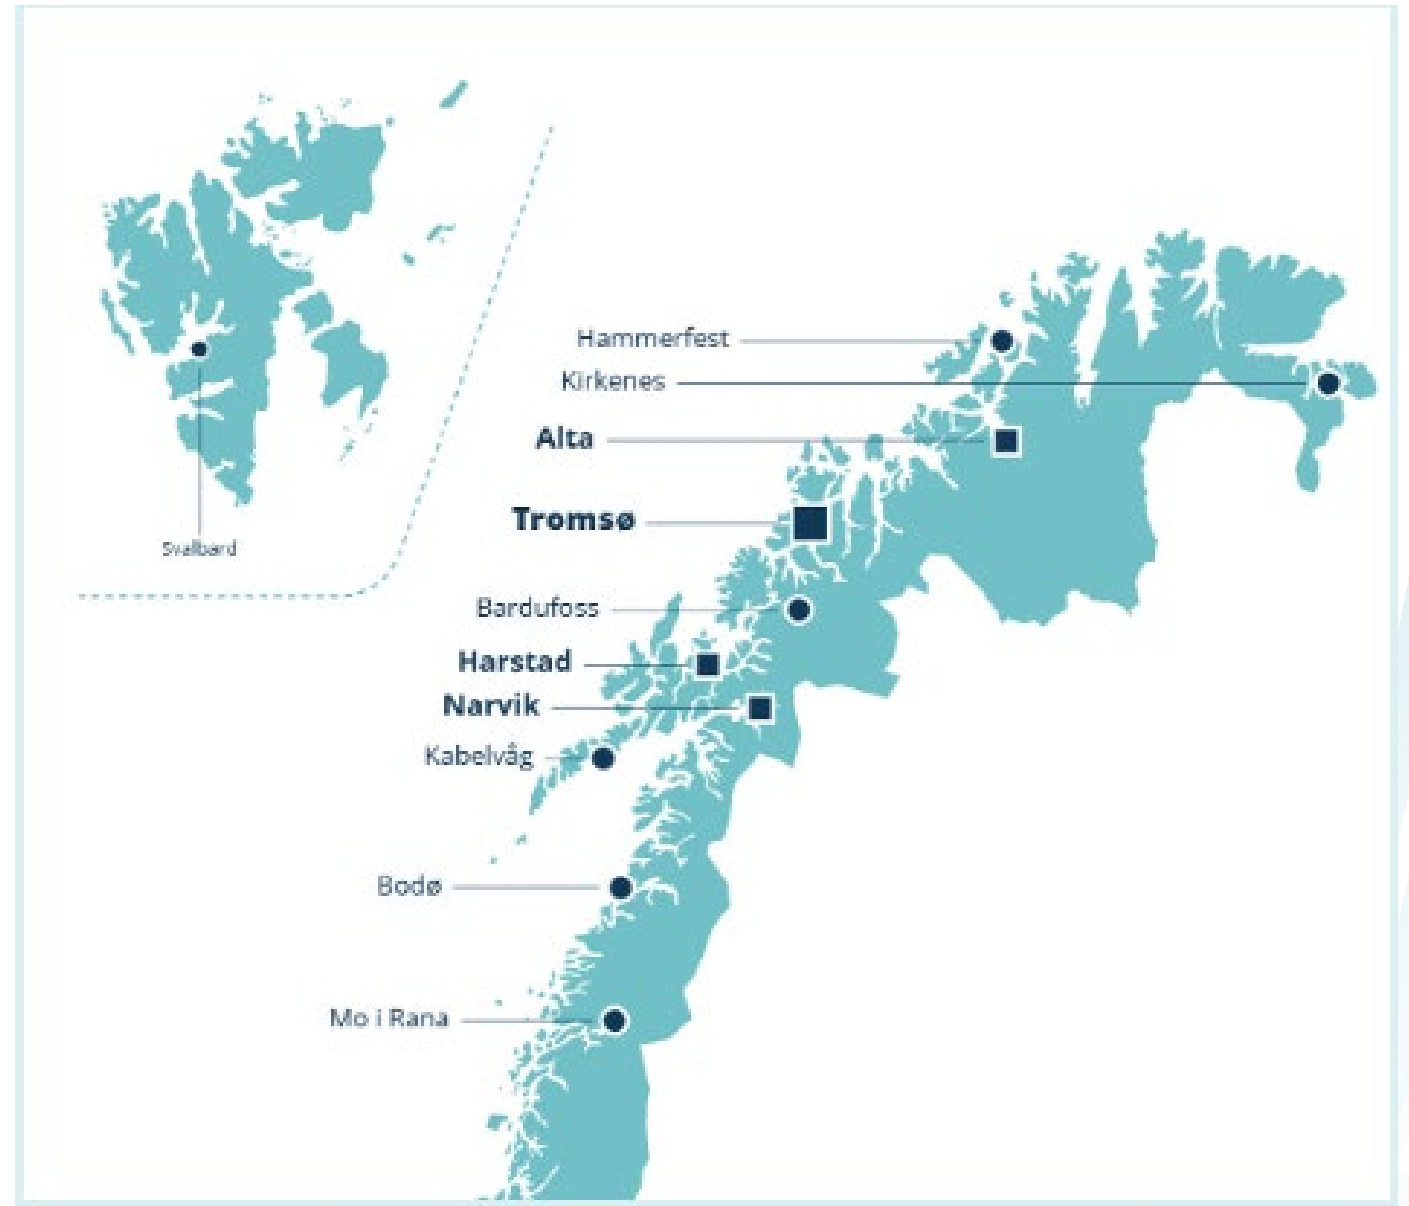 Hammerfest
Kirkenes
Alta
Tromsø
Svalbard
Bardufoss
Harstad
Narvik
Kabelvåg
Bodø
Mo i Rana